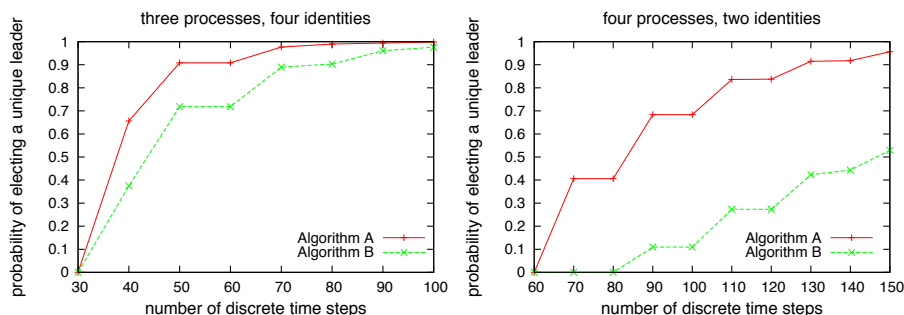 three processes, four identities
probability of electing a unique leader
1
0.9
0.8
0.7
0.6
0.5
0.4
0.3
0.2
0.1
0
Algorithm A
Algorithm B
30 40 50 60 70 80 90 100
number of discrete time steps
four processes, two identities
probability of electing a unique leader
1
0.9
0.8
0.7
0.6
0.5
0.4
0.3
0.2
0.1
0
Algorithm A
Algorithm B
60 70 80 90 100 110 120 130 140 150
number of discrete time steps